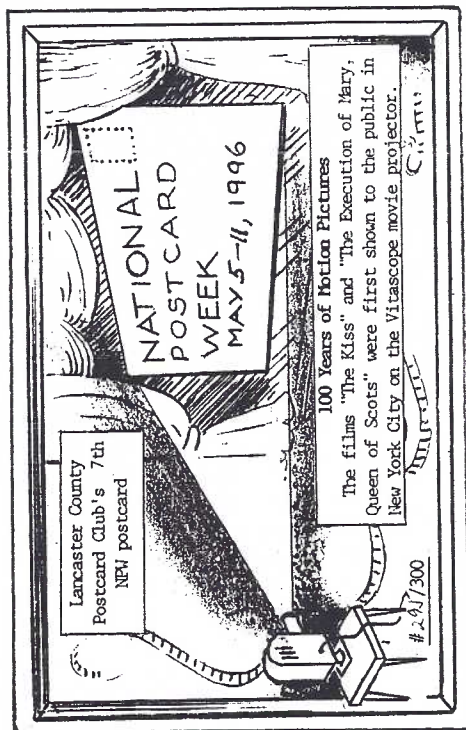 Lancaster County
Postcard Club's 7th
NPW postcard
NATIONAL
POSTCARD
WEEK
MAY 5-11, 1996
100 Years of Motion Pictures
The films "The Kiss" and "The Execution of Mary,
Queen of Scots" were first shown to the public in
New York City on the Vitascope movie projector.
/300